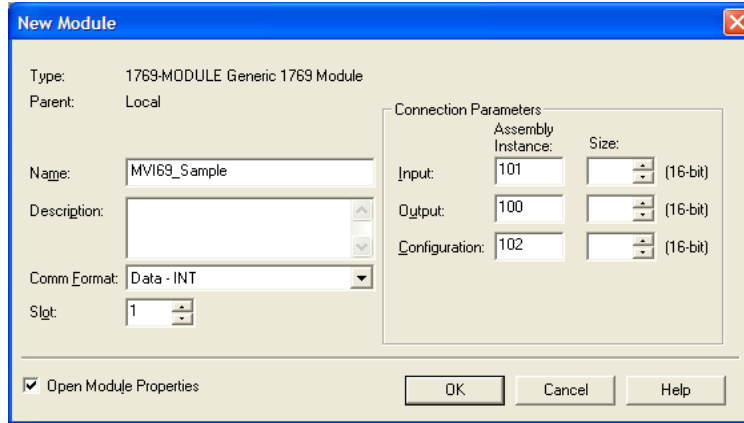 New Module
Type: 1769-MODULE Generic 1769 Module
Parent: Local
Connection Parameters
Assembly Instance: Size:
Name: MVI69_Sample
Input: 101 (16-bit)
Description:
Output: 100 (16-bit)
Configuration: 102 (16-bit)
Comm Format: Data - INT
Slot: 1
Open Module Properties
OK Cancel Help